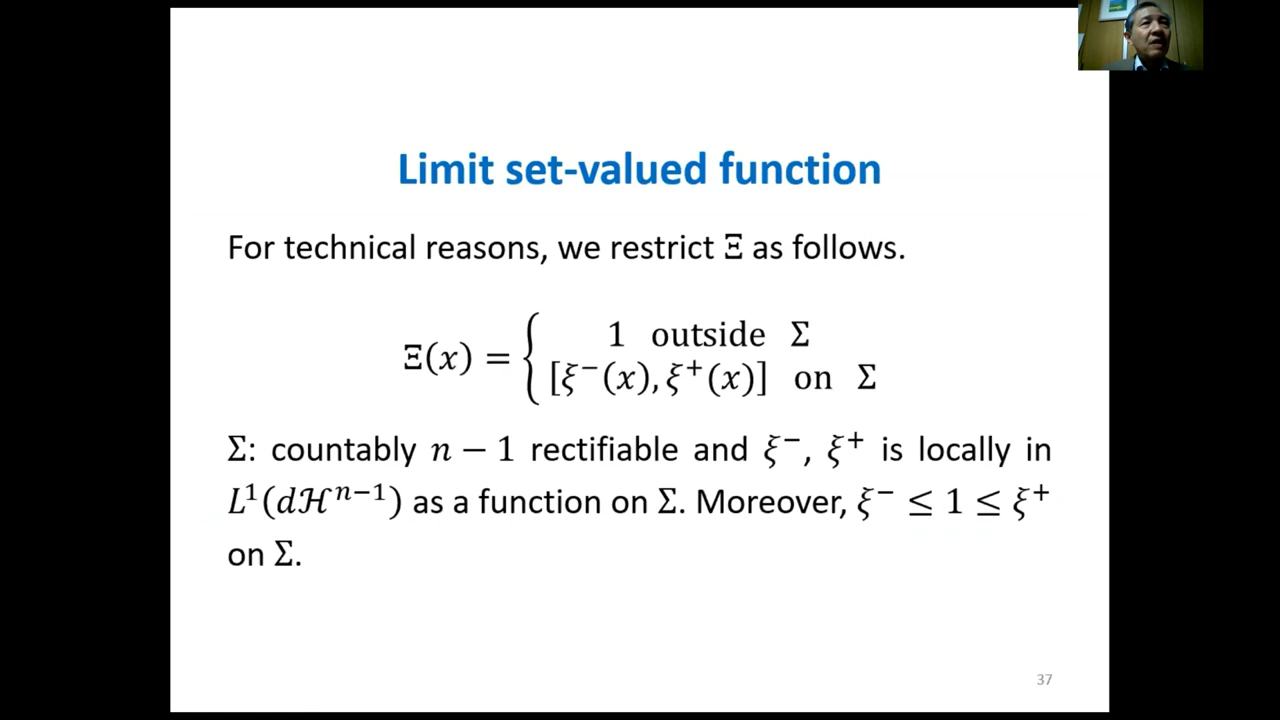 Limit set-valued function
For technical reasons, we restrict Ξ as follows.
Ξ(x) = { 1 outside Σ
[ξ⁻(x), ξ⁺(x)] on Σ
Σ: countably n − 1 rectifiable and ξ⁻, ξ⁺ is locally in
L¹(dℋⁿ⁻¹) as a function on Σ. Moreover, ξ⁻ ≤ 1 ≤ ξ⁺
on Σ.
37